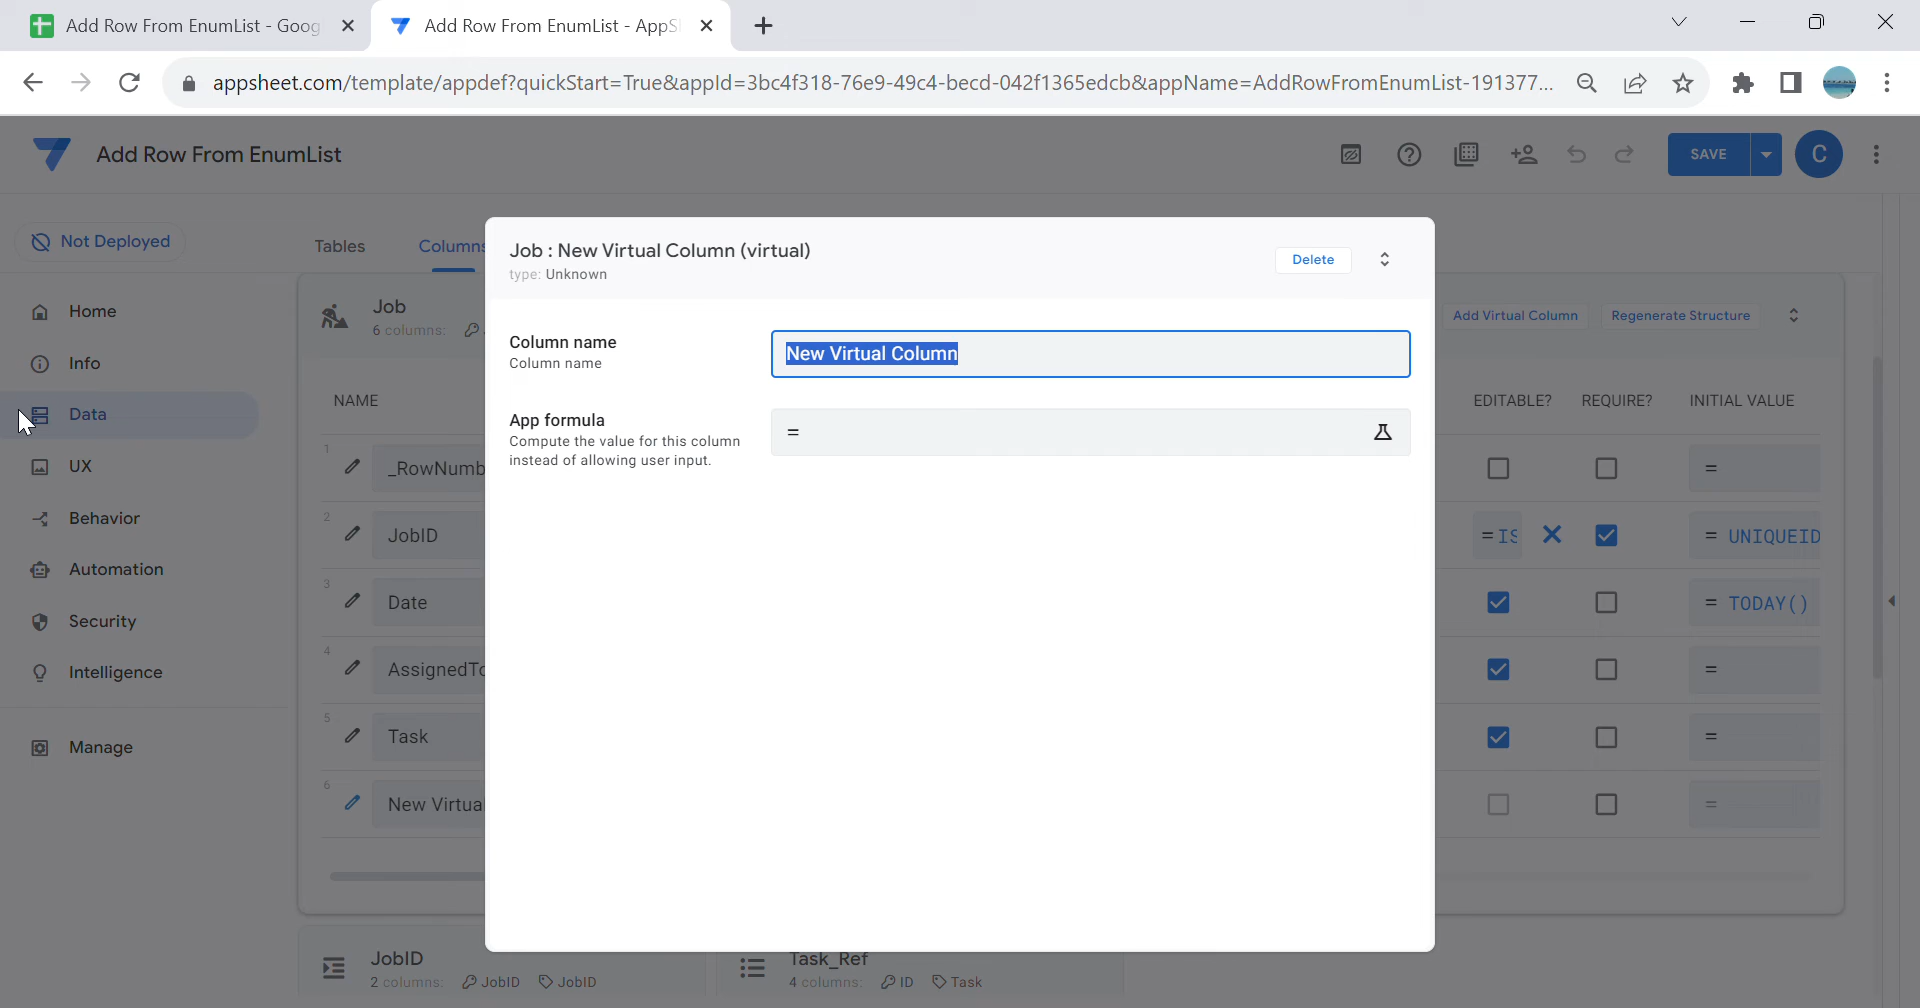 Add Row From EnumList - Goog
Add Row From EnumList - AppS
appsheet.com/template/appdef?quickStart=True&appId=3bc4f318-76e9-49c4-becd-042f1365edcb&appName=AddRowFromEnumList-191377...
Add Row From EnumList
SAVE
C
Not Deployed
Tables
Columns
Home
Info
Data
UX
Behavior
Automation
Security
Intelligence
Manage
Job
6 columns:
Add Virtual Column
Regenerate Structure
NAME
EDITABLE?
REQUIRE?
INITIAL VALUE
1
_RowNumb
=
2
JobID
=IS
= UNIQUEID
3
Date
= TODAY()
4
AssignedTo
=
5
Task
=
6
New Virtua
=
Job : New Virtual Column (virtual)
type: Unknown
Delete
Column name
Column name
New Virtual Column
App formula
Compute the value for this column
instead of allowing user input.
=
JobID
2 columns: JobID JobID
Task_Ref
4 columns: ID Task